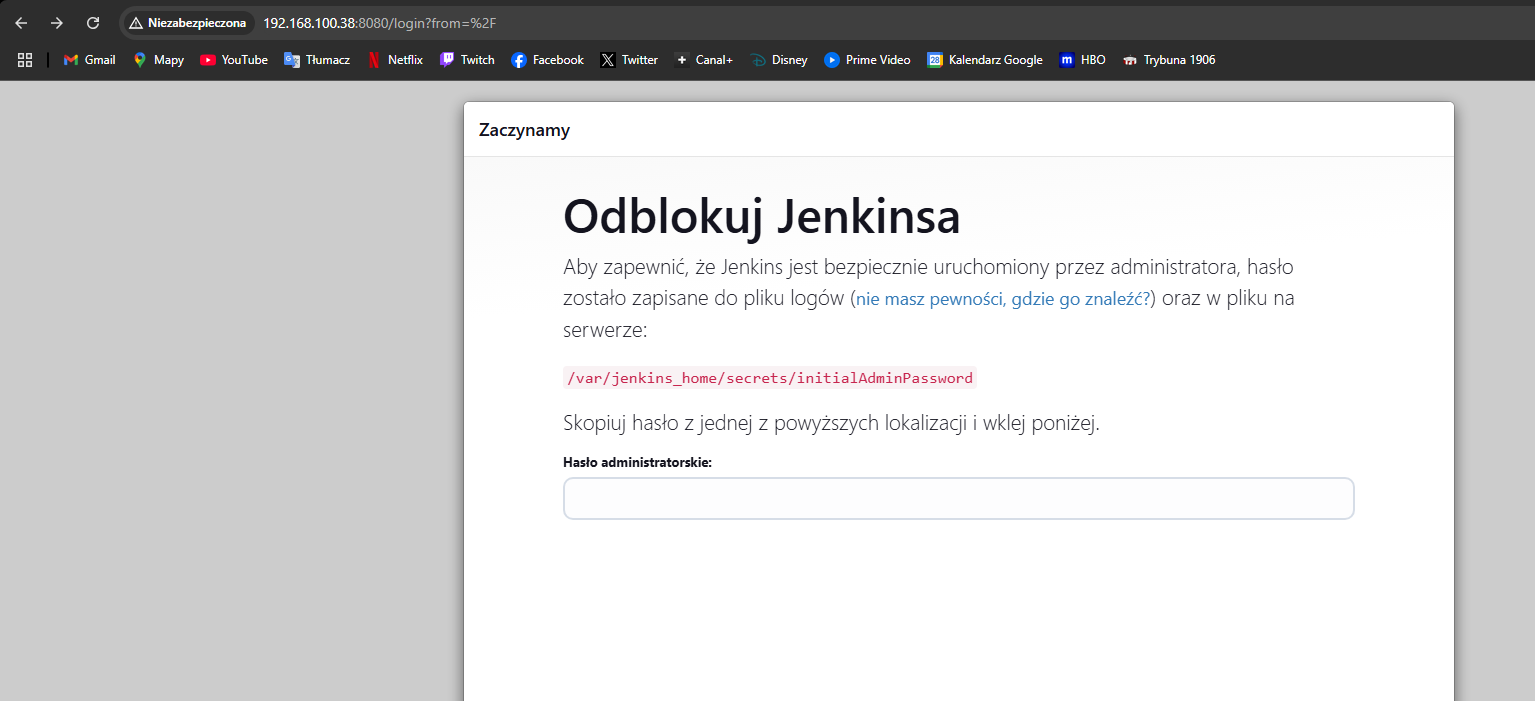 Niezabezpieczona 192.168.100.38:8080/login?from=%2F
Gmail Mapy YouTube Tłumacz Netflix Twitch Facebook Twitter Canal+ Disney Prime Video 28 Kalendarz Google m HBO Trybuna 1906
Zaczynamy
Odblokuj Jenkinsa
Aby zapewnić, że Jenkins jest bezpiecznie uruchomiony przez administratora, hasło
zostało zapisane do pliku logów (nie masz pewności, gdzie go znaleźć?) oraz w pliku na
serwerze:
/var/jenkins_home/secrets/initialAdminPassword
Skopiuj hasło z jednej z powyższych lokalizacji i wklej poniżej.
Hasło administratorskie: